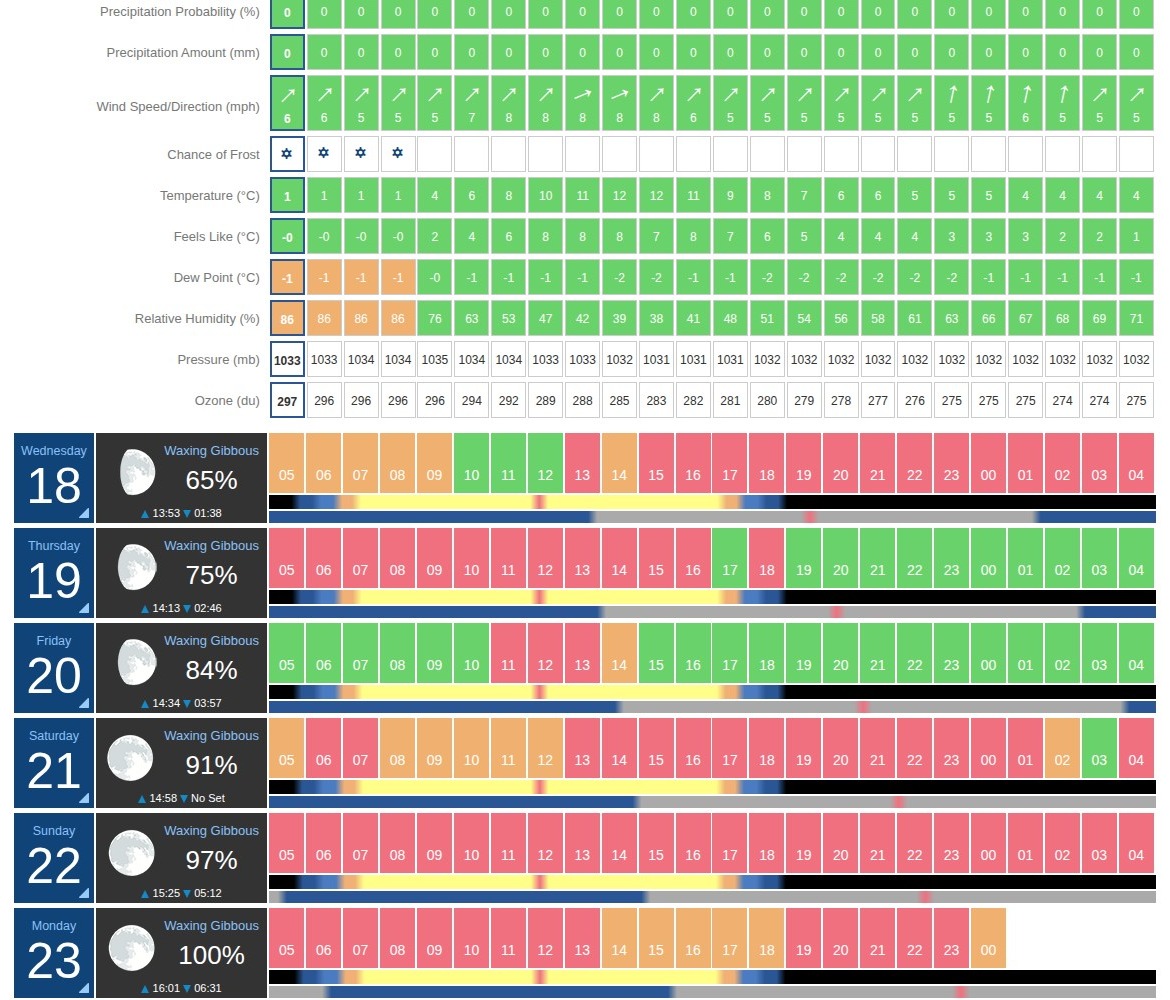 Precipitation Probability (%) 0 0 0 0 0 0 0 0 0 0 0 0 0 0 0 0 0 0 0 0 0 0 0 0
Precipitation Amount (mm) 0 0 0 0 0 0 0 0 0 0 0 0 0 0 0 0 0 0 0 0 0 0 0 0
Wind Speed/Direction (mph) 6 6 5 5 5 7 8 8 8 8 8 6 5 5 5 5 5 5 5 5 6 5 5 5
Chance of Frost
Temperature (°C) 1 1 1 1 4 6 8 10 11 12 12 11 9 8 7 6 6 5 5 5 4 4 4 4
Feels Like (°C) -0 -0 -0 -0 2 4 6 8 8 8 7 8 7 6 5 4 4 4 3 3 3 2 2 1
Dew Point (°C) -1 -1 -1 -1 -0 -1 -1 -1 -1 -2 -2 -1 -1 -2 -2 -2 -2 -2 -2 -1 -1 -1 -1 -1
Relative Humidity (%) 86 86 86 86 76 63 53 47 42 39 38 41 48 51 54 56 58 61 63 66 67 68 69 71
Pressure (mb) 1033 1033 1034 1034 1035 1034 1034 1033 1033 1032 1031 1031 1031 1032 1032 1032 1032 1032 1032 1032 1032 1032 1032 1032
Ozone (du) 297 296 296 296 296 294 292 289 288 285 283 282 281 280 279 278 277 276 275 275 275 274 274 275
Wednesday Waxing Gibbous
18 65% 05 06 07 08 09 10 11 12 13 14 15 16 17 18 19 20 21 22 23 00 01 02 03 04
▲ 13:53 ▼ 01:38
Thursday Waxing Gibbous
19 75% 05 06 07 08 09 10 11 12 13 14 15 16 17 18 19 20 21 22 23 00 01 02 03 04
▲ 14:13 ▼ 02:46
Friday Waxing Gibbous
20 84% 05 06 07 08 09 10 11 12 13 14 15 16 17 18 19 20 21 22 23 00 01 02 03 04
▲ 14:34 ▼ 03:57
Saturday Waxing Gibbous
21 91% 05 06 07 08 09 10 11 12 13 14 15 16 17 18 19 20 21 22 23 00 01 02 03 04
▲ 14:58 ▼ No Set
Sunday Waxing Gibbous
22 97% 05 06 07 08 09 10 11 12 13 14 15 16 17 18 19 20 21 22 23 00 01 02 03 04
▲ 15:25 ▼ 05:12
Monday Waxing Gibbous
23 100% 05 06 07 08 09 10 11 12 13 14 15 16 17 18 19 20 21 22 23 00
▲ 16:01 ▼ 06:31